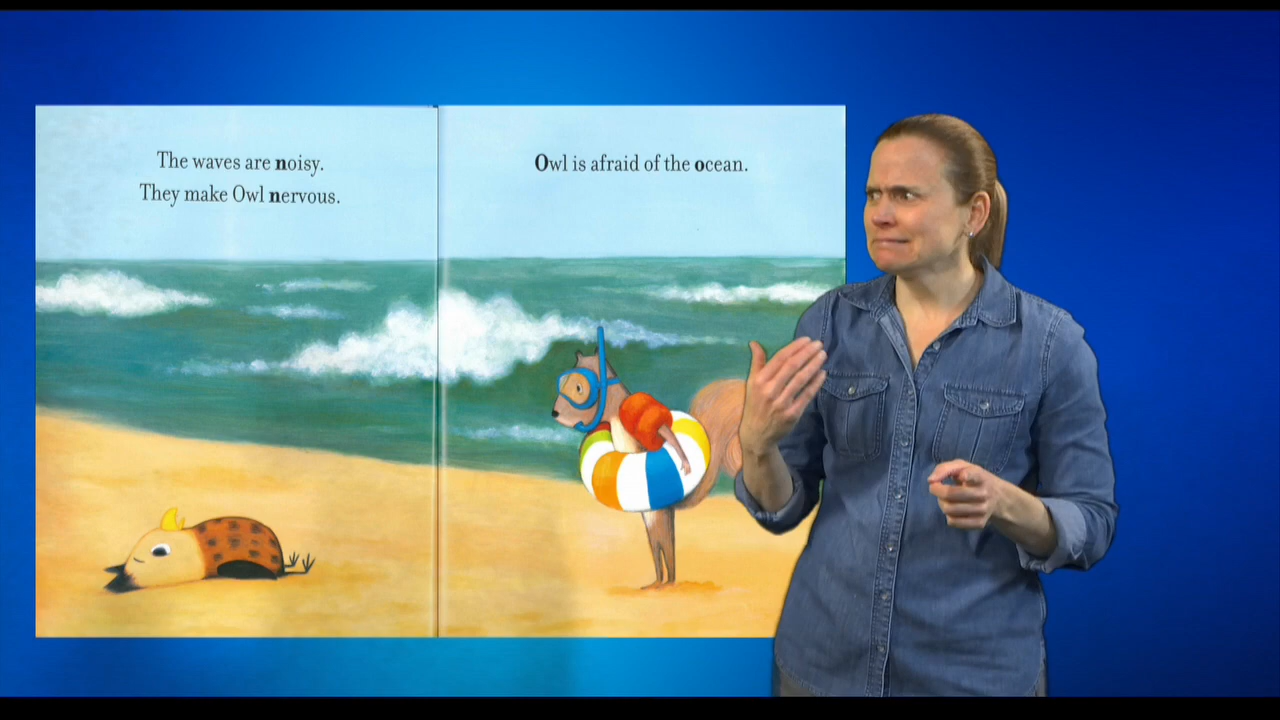 The waves are noisy.
They make Owl nervous.
Owl is afraid of the ocean.